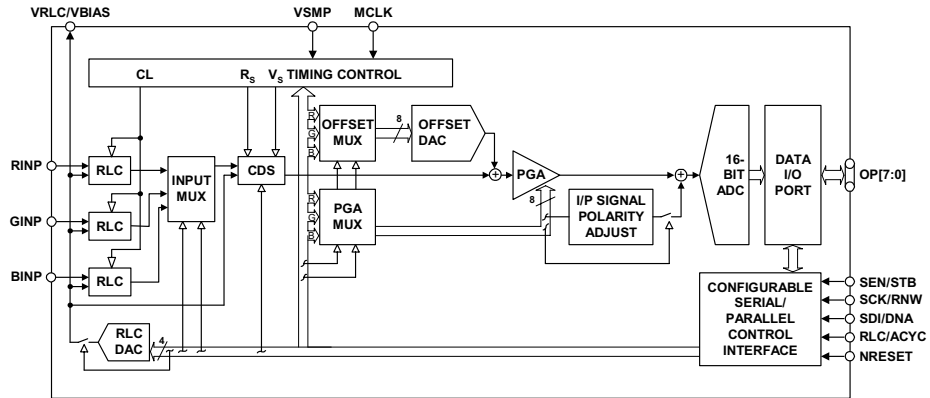 VRLC/VBIAS
VSMP
MCLK
CL
RS
VS
TIMING CONTROL
R
G
B
OFFSET
MUX
8
OFFSET
DAC
RINP
RLC
INPUT
MUX
CDS
+
PGA
8
+
16-
BIT
ADC
DATA
I/O
PORT
OP[7:0]
GINP
RLC
R
G
B
PGA
MUX
I/P SIGNAL
POLARITY
ADJUST
BINP
RLC
CONFIGURABLE
SERIAL/
PARALLEL
CONTROL
INTERFACE
SEN/STB
SCK/RNW
SDI/DNA
RLC/ACYC
NRESET
RLC
DAC
4